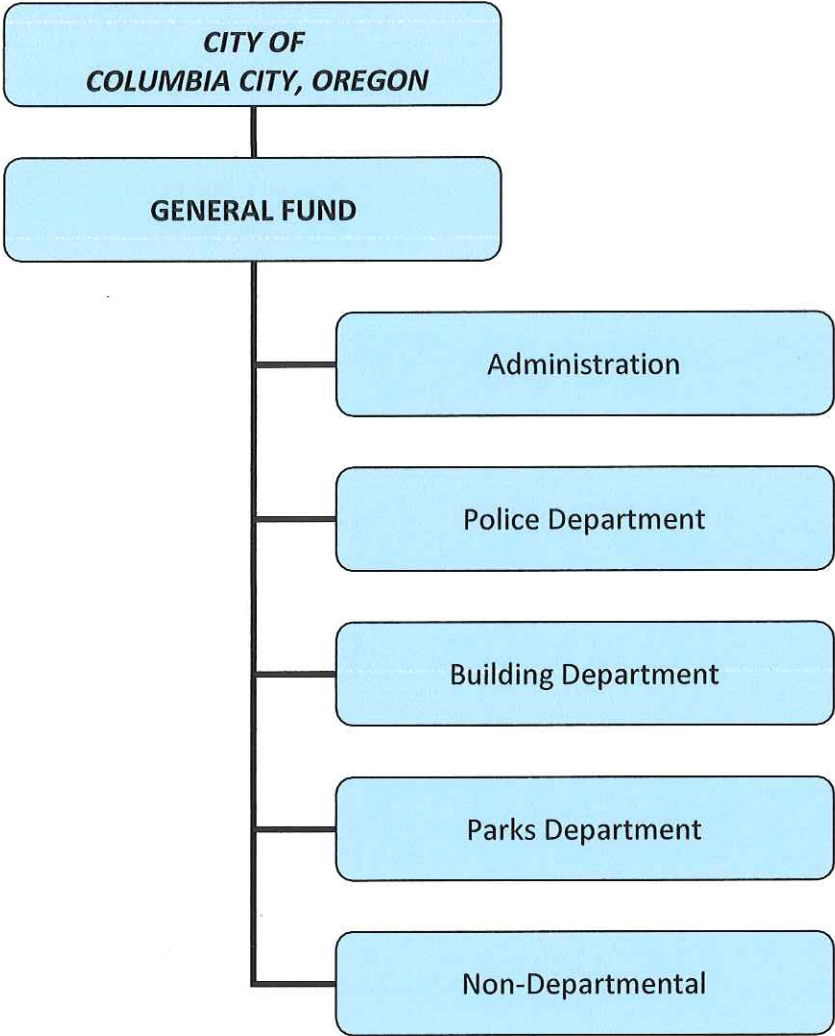 CITY OF
COLUMBIA CITY, OREGON
GENERAL FUND
Administration
Police Department
Building Department
Parks Department
Non-Departmental